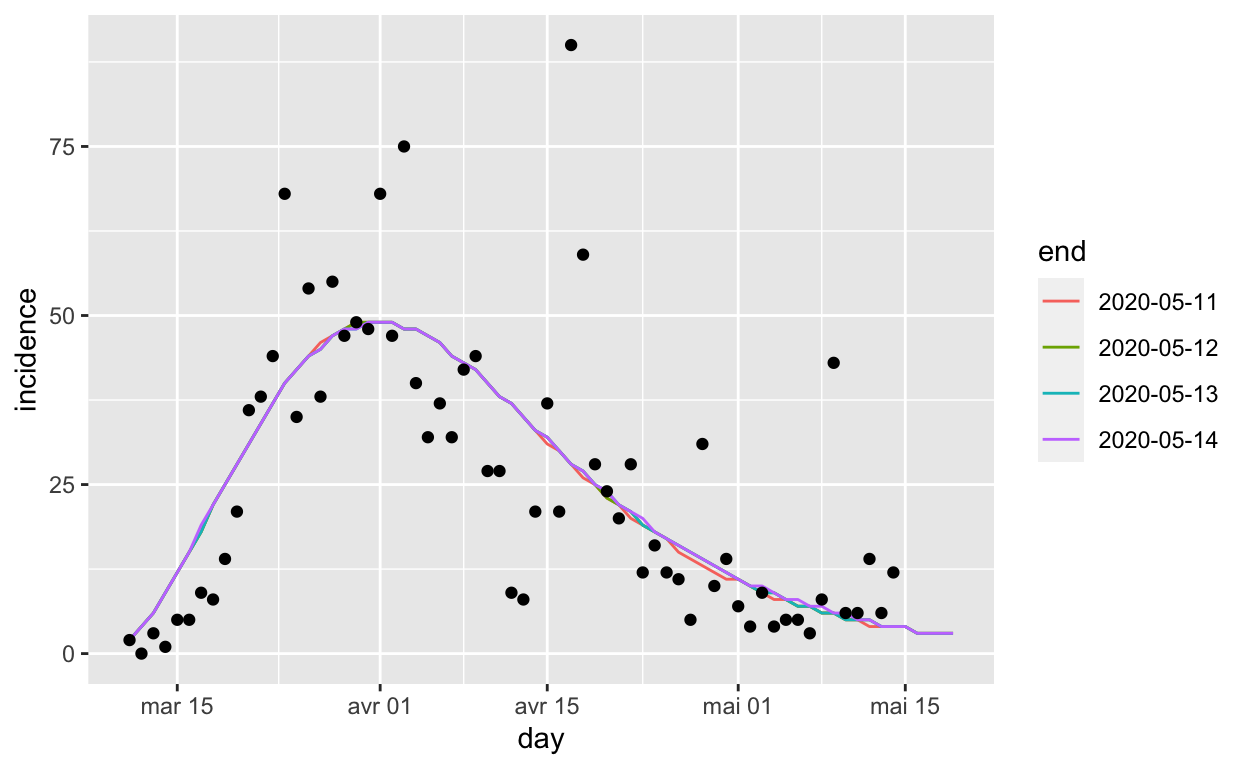 75
50
25
0
incidence
mar 15
avr 01
avr 15
mai 01
mai 15
day
end
2020-05-11
2020-05-12
2020-05-13
2020-05-14